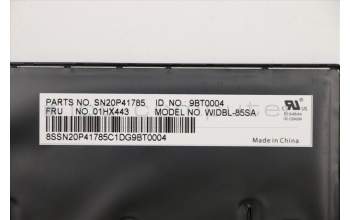 PARTS NO. SN20P41785 ID NO.: 9BT0004
FRU NO. 01HX443 MODEL NO. WIDBL-85SA
8SSN20P41785C1DG9BT0004
Made in China